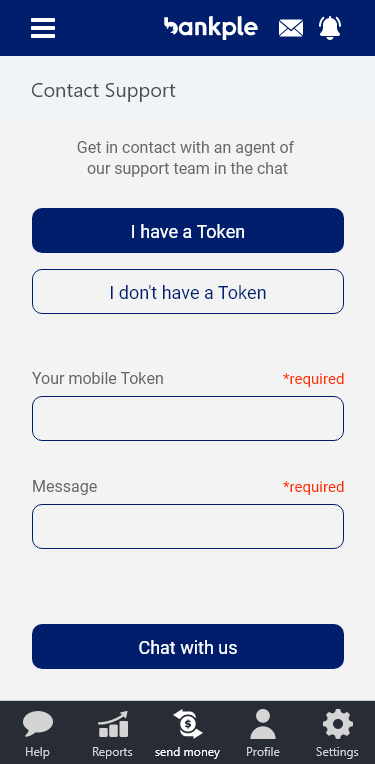 bankple
Contact Support
Get in contact with an agent of
our support team in the chat
I have a Token
I don't have a Token
Your mobile Token *required
Message *required
Chat with us
Help Reports send money Profile Settings